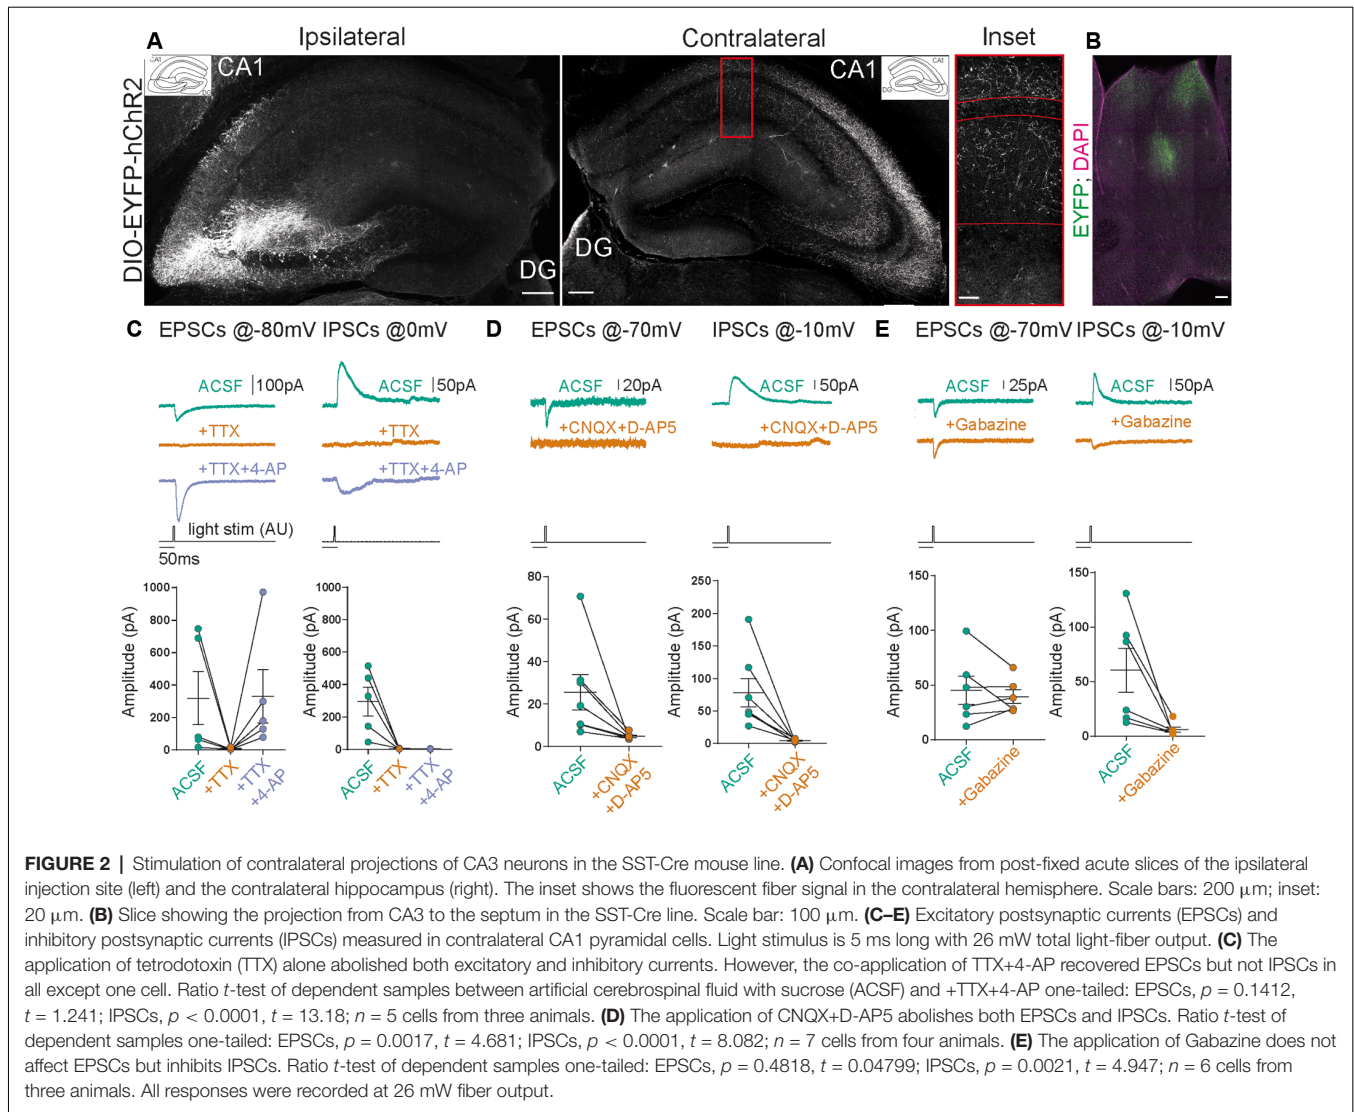 A
Ipsilateral
Contralateral
Inset
B
DIO-EYFP-hChR2
CA1
CA1
DG
CA1
CA1
DG
DG
DG
EYFP; DAPI
C
EPSCs @-80mV
IPSCs @0mV
D
EPSCs @-70mV
IPSCs @-10mV
E
EPSCs @-70mV
IPSCs @-10mV
ACSF
100pA
ACSF
50pA
ACSF
20pA
ACSF
50pA
ACSF
25pA
ACSF
50pA
+TTX
+TTX
+CNQX+D-AP5
+CNQX+D-AP5
+Gabazine
+Gabazine
+TTX+4-AP
+TTX+4-AP
light stim (AU)
50ms
Amplitude (pA)
1000
800
600
400
200
0
ACSF
+TTX
+TTX
+4-AP
Amplitude (pA)
1000
800
600
400
200
0
ACSF
+TTX
+TTX
+4-AP
Amplitude (pA)
80
60
40
20
0
ACSF
+CNQX
+D-AP5
Amplitude (pA)
250
200
150
100
50
0
ACSF
+CNQX
+D-AP5
Amplitude (pA)
150
100
50
0
ACSF
+Gabazine
Amplitude (pA)
150
100
50
0
ACSF
+Gabazine
FIGURE 2 | Stimulation of contralateral projections of CA3 neurons in the SST-Cre mouse line. (A) Confocal images from post-fixed acute slices of the ipsilateral
injection site (left) and the contralateral hippocampus (right). The inset shows the fluorescent fiber signal in the contralateral hemisphere. Scale bars: 200 μm; inset:
20 μm. (B) Slice showing the projection from CA3 to the septum in the SST-Cre line. Scale bar: 100 μm. (C–E) Excitatory postsynaptic currents (EPSCs) and
inhibitory postsynaptic currents (IPSCs) measured in contralateral CA1 pyramidal cells. Light stimulus is 5 ms long with 26 mW total light-fiber output. (C) The
application of tetrodotoxin (TTX) alone abolished both excitatory and inhibitory currents. However, the co-application of TTX+4-AP recovered EPSCs but not IPSCs in
all except one cell. Ratio t-test of dependent samples between artificial cerebrospinal fluid with sucrose (ACSF) and +TTX+4-AP one-tailed: EPSCs, p = 0.1412,
t = 1.241; IPSCs, p < 0.0001, t = 13.18; n = 5 cells from three animals. (D) The application of CNQX+D-AP5 abolishes both EPSCs and IPSCs. Ratio t-test of
dependent samples one-tailed: EPSCs, p = 0.0017, t = 4.681; IPSCs, p < 0.0001, t = 8.082; n = 7 cells from four animals. (E) The application of Gabazine does not
affect EPSCs but inhibits IPSCs. Ratio t-test of dependent samples one-tailed: EPSCs, p = 0.4818, t = 0.04799; IPSCs, p = 0.0021, t = 4.947; n = 6 cells from
three animals. All responses were recorded at 26 mW fiber output.